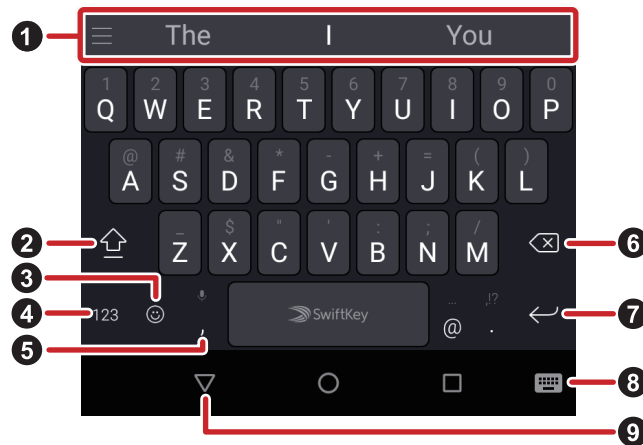 1 The I You
1 2 3 4 5 6 7 8 9 0
Q W E R T Y U I O P
@ # & * - + = ( )
A S D F G H J K L
_ $ " ' : ; /
2 Z X C V B N M 6
3
4 123 , SwiftKey ... @ ,!? . 7
5
8
9